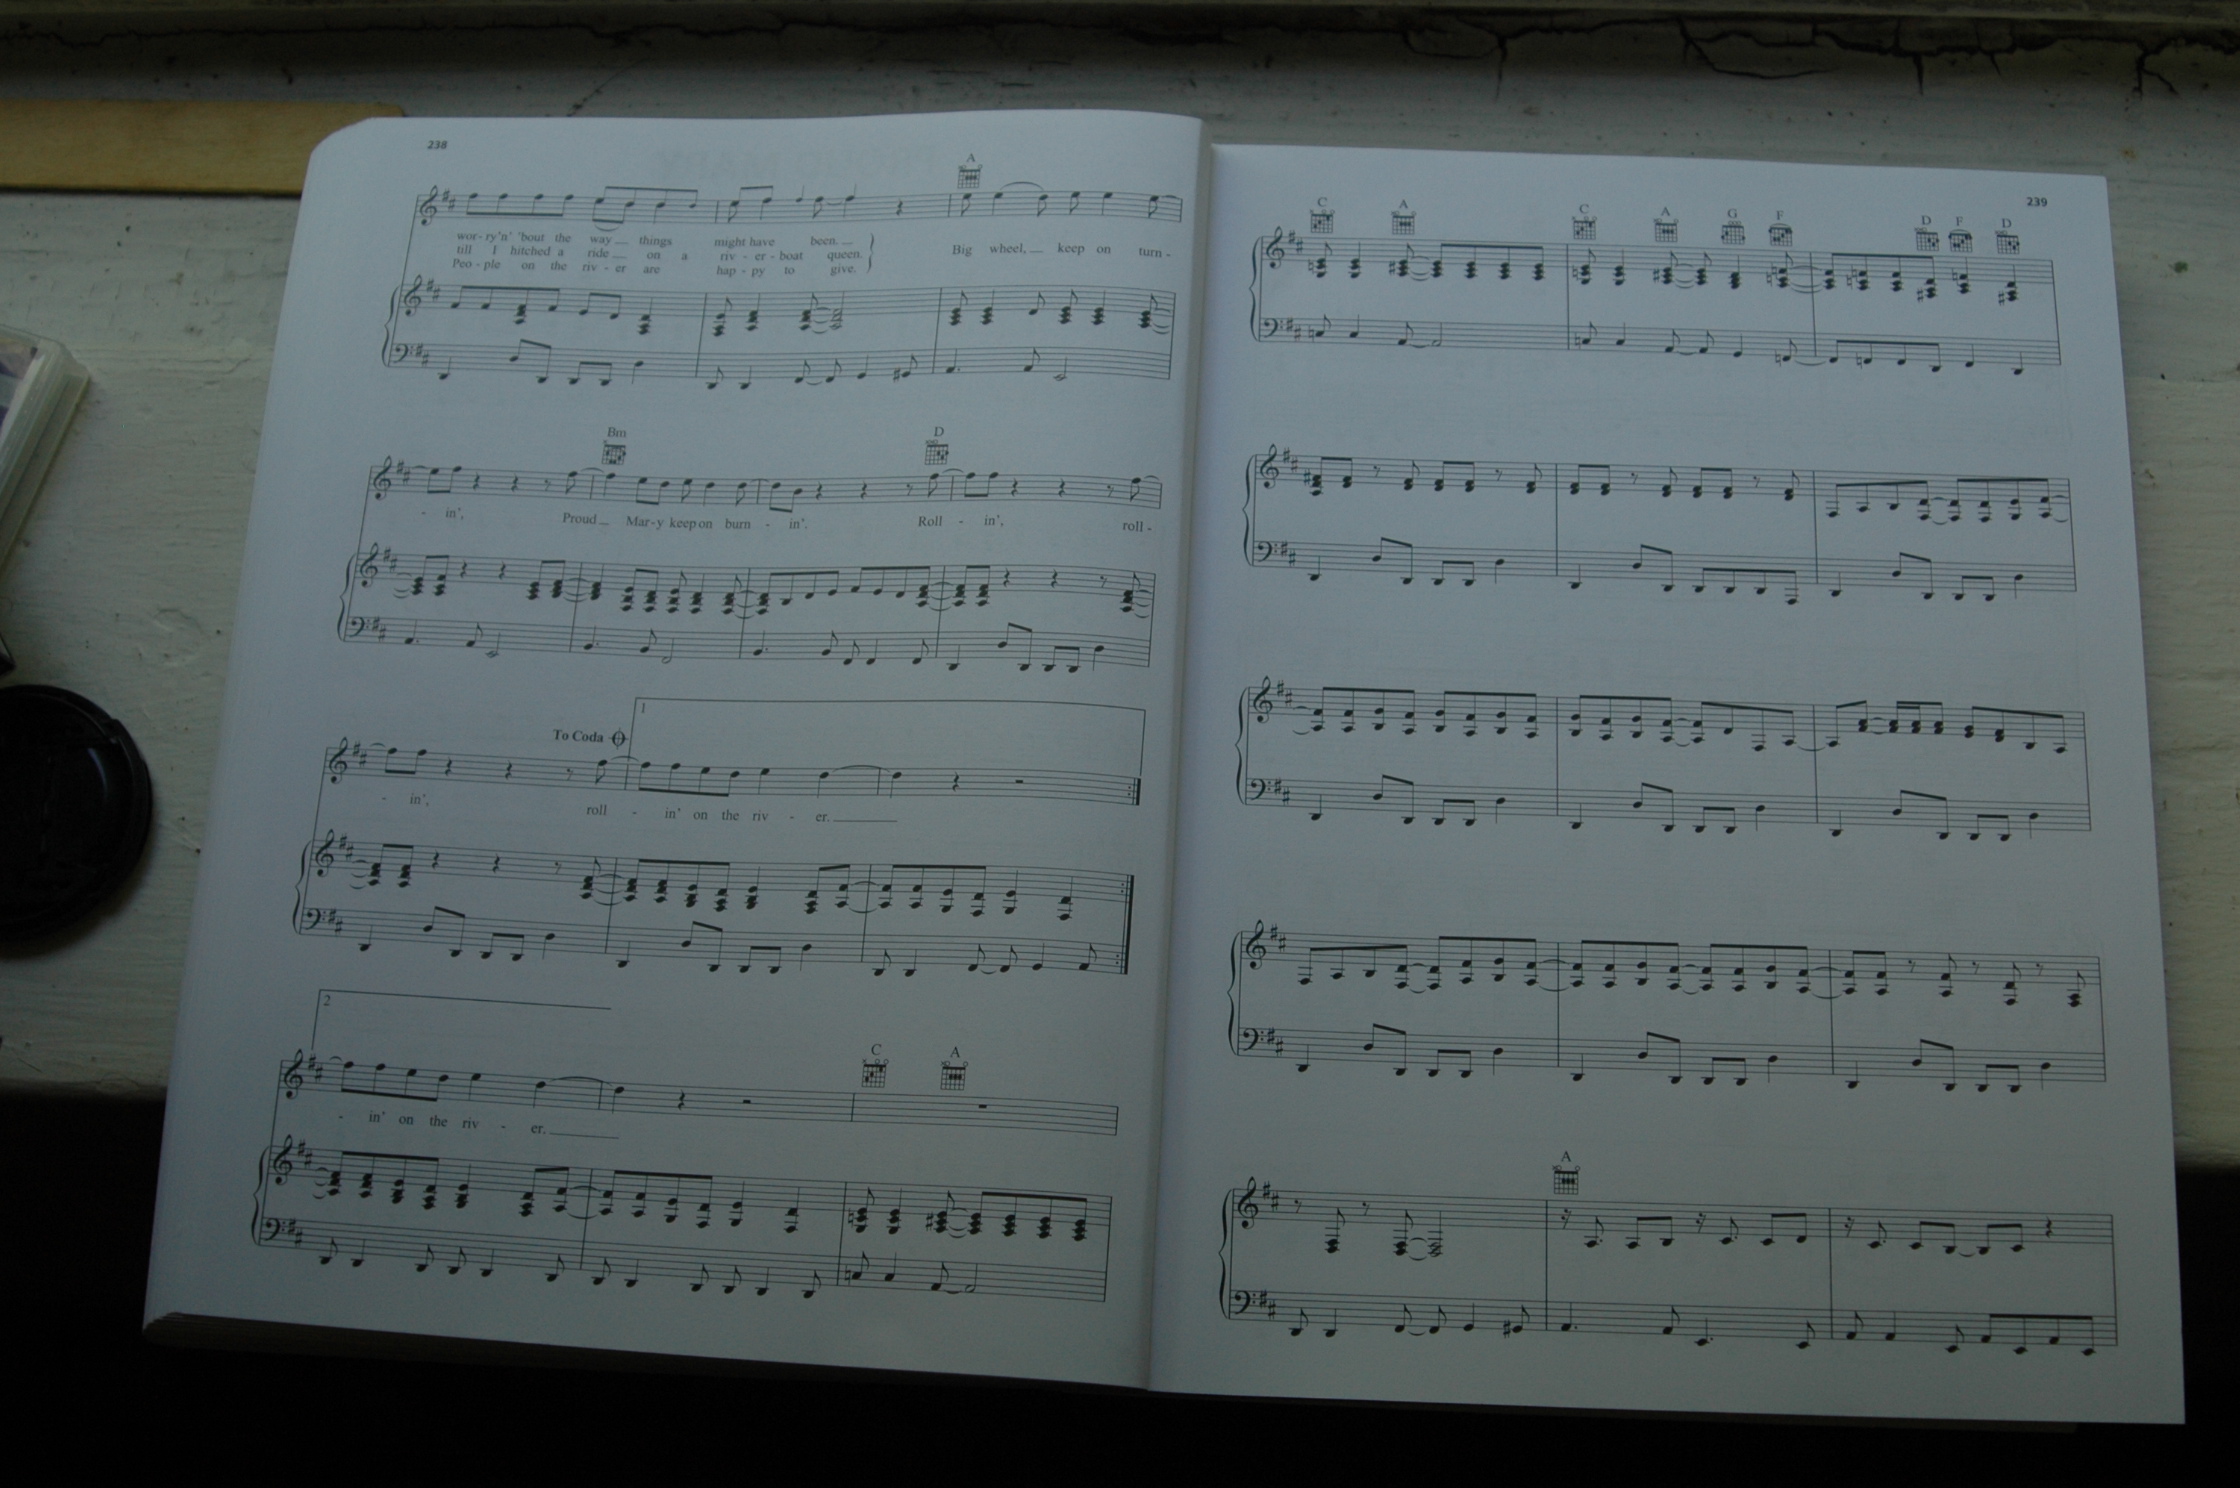 238
A
wor - ry'n' 'bout the way things might have been.
till I hitched a ride on a riv - er - boat queen.
Peo - ple on the riv - er are hap - py to give.
Big wheel, keep on turn -
Bm D
- in', Proud Mar - y keep on burn - in'. Roll - in', roll -
To Coda
1
- in', roll - in' on the riv - er.
2
C A
- in' on the riv - er.
239
C A C A G F D F D
A